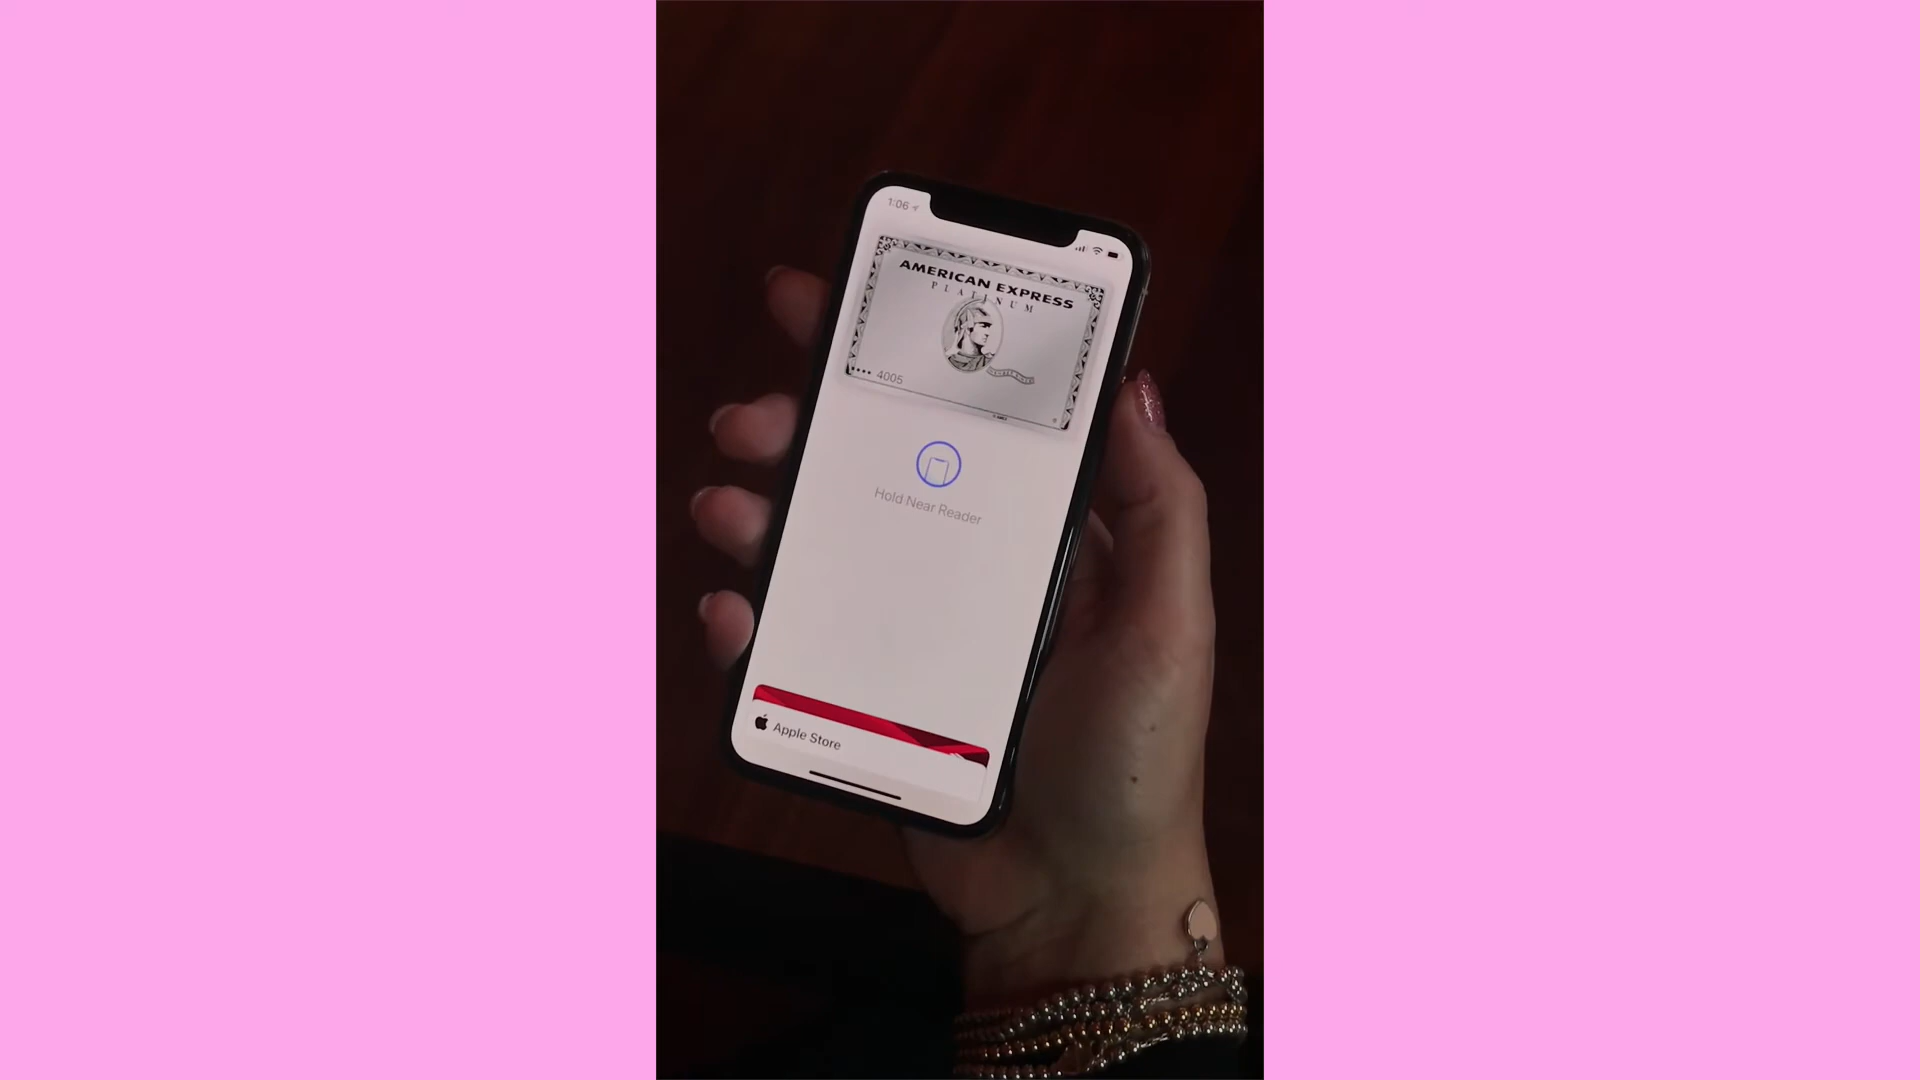 1:06
AMERICAN EXPRESS
PLATINUM
•••• 4005
Hold Near Reader
Apple Store